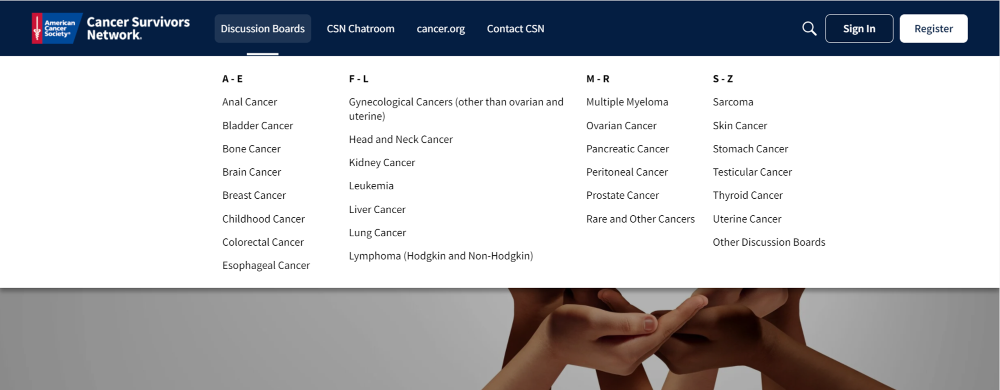 American
Cancer
Society®
Cancer Survivors
Network®
Discussion Boards
CSN Chatroom
cancer.org
Contact CSN
Sign In
Register
A - E
Anal Cancer
Bladder Cancer
Bone Cancer
Brain Cancer
Breast Cancer
Childhood Cancer
Colorectal Cancer
Esophageal Cancer
F - L
Gynecological Cancers (other than ovarian and
uterine)
Head and Neck Cancer
Kidney Cancer
Leukemia
Liver Cancer
Lung Cancer
Lymphoma (Hodgkin and Non-Hodgkin)
M - R
Multiple Myeloma
Ovarian Cancer
Pancreatic Cancer
Peritoneal Cancer
Prostate Cancer
Rare and Other Cancers
S - Z
Sarcoma
Skin Cancer
Stomach Cancer
Testicular Cancer
Thyroid Cancer
Uterine Cancer
Other Discussion Boards